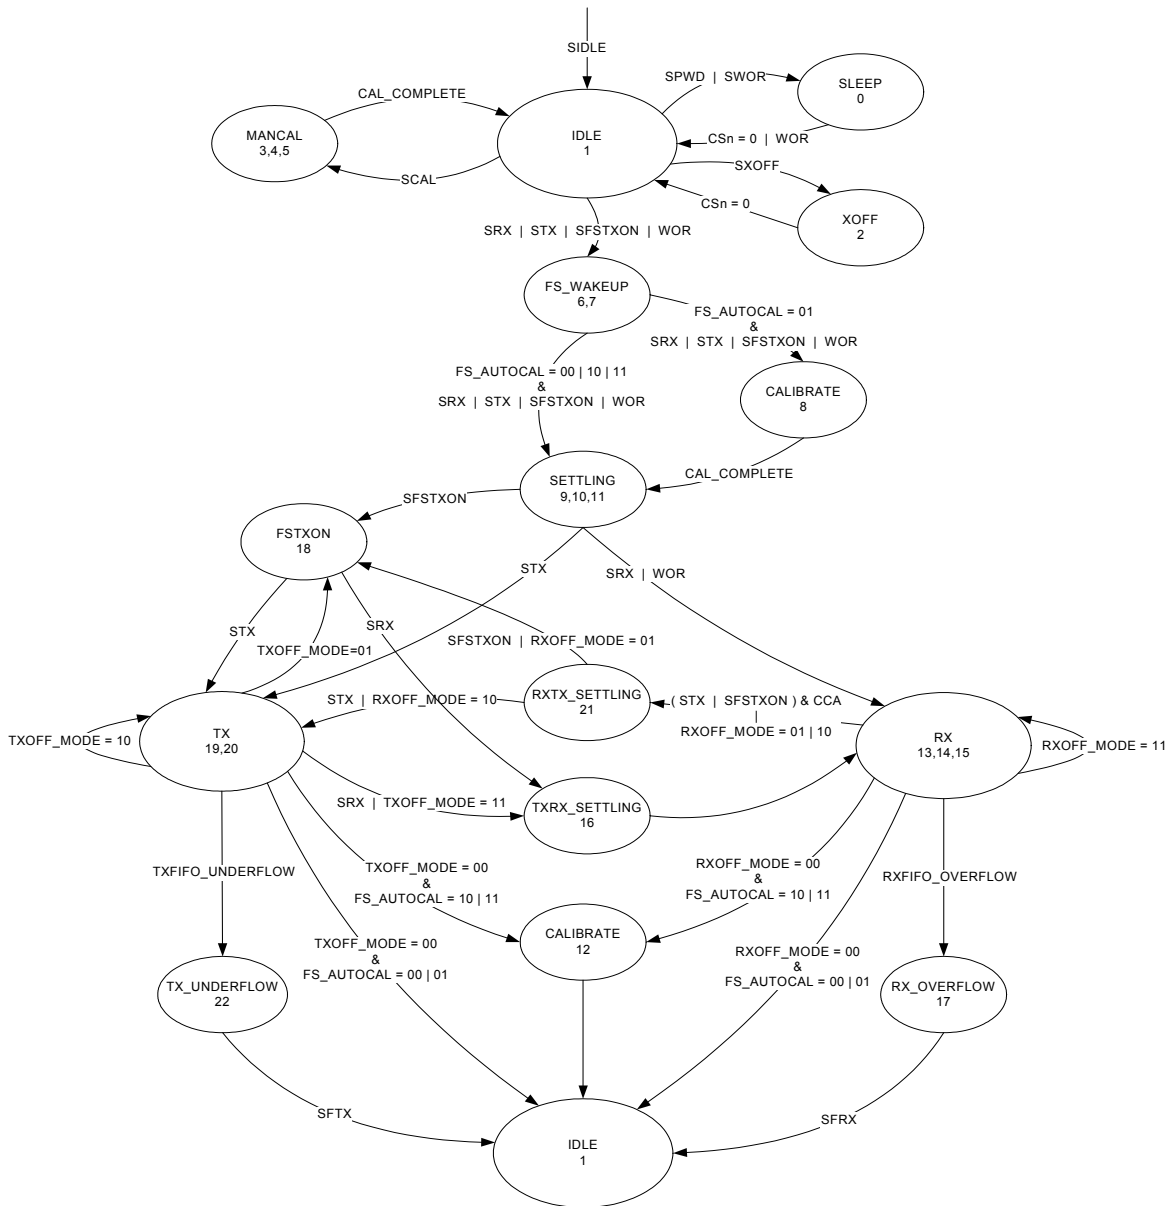 SIDLE
SPWD | SWOR
SLEEP
0
CAL_COMPLETE
IDLE
1
MANCAL
3,4,5
CSn = 0 | WOR
SCAL
SXOFF
CSn = 0
XOFF
2
SRX | STX | SFSTXON | WOR
FS_WAKEUP
6,7
FS_AUTOCAL = 01
&
SRX | STX | SFSTXON | WOR
FS_AUTOCAL = 00 | 10 | 11
&
SRX | STX | SFSTXON | WOR
CALIBRATE
8
CAL_COMPLETE
SETTLING
9,10,11
SFSTXON
FSTXON
18
STX
SRX | WOR
STX
SRX
TXOFF_MODE=01
SFSTXON | RXOFF_MODE = 01
RXTX_SETTLING
21
STX | RXOFF_MODE = 10
( STX | SFSTXON ) & CCA
|
RXOFF_MODE = 01 | 10
TXOFF_MODE = 10
TX
19,20
RX
13,14,15
RXOFF_MODE = 11
SRX | TXOFF_MODE = 11
TXRX_SETTLING
16
TXFIFO_UNDERFLOW
TXOFF_MODE = 00
&
FS_AUTOCAL = 10 | 11
RXOFF_MODE = 00
&
FS_AUTOCAL = 10 | 11
RXFIFO_OVERFLOW
CALIBRATE
12
TXOFF_MODE = 00
&
FS_AUTOCAL = 00 | 01
RXOFF_MODE = 00
&
FS_AUTOCAL = 00 | 01
TX_UNDERFLOW
22
RX_OVERFLOW
17
SFTX
SFRX
IDLE
1